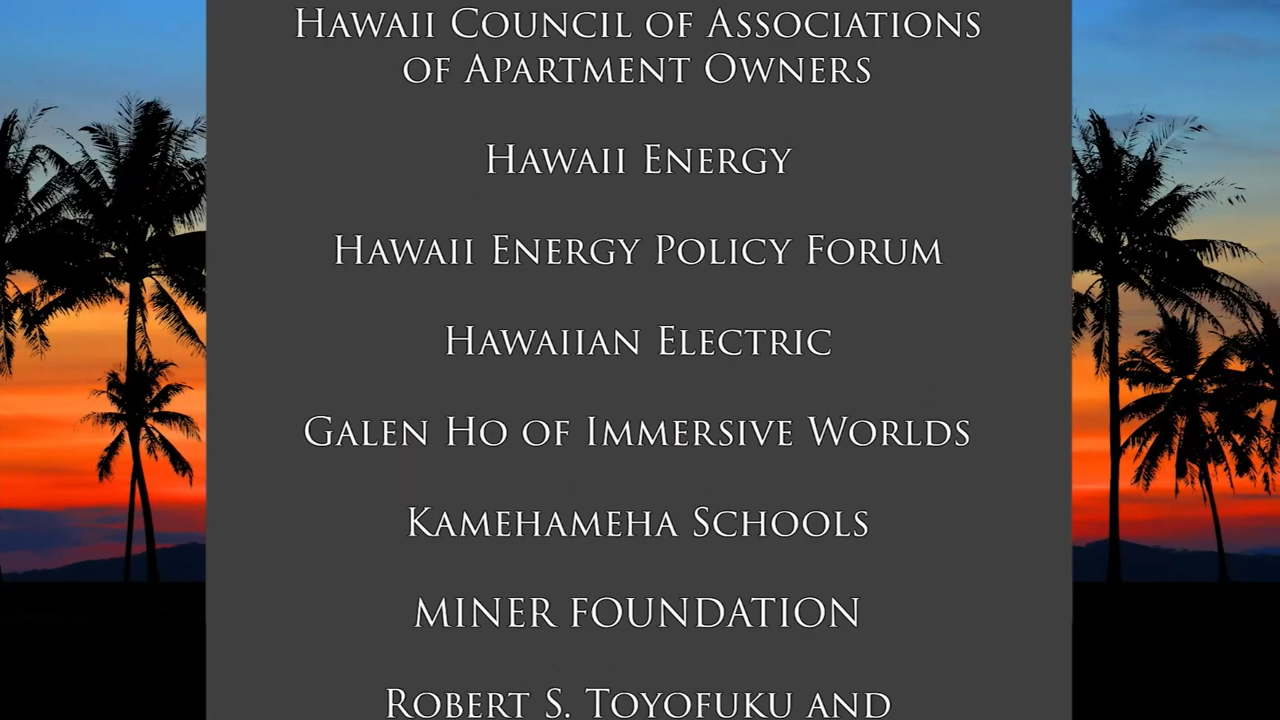 Hawaii Council of Associations
of Apartment Owners
Hawaii Energy
Hawaii Energy Policy Forum
Hawaiian Electric
Galen Ho of Immersive Worlds
Kamehameha Schools
MINER FOUNDATION
Robert S. Toyofuku and